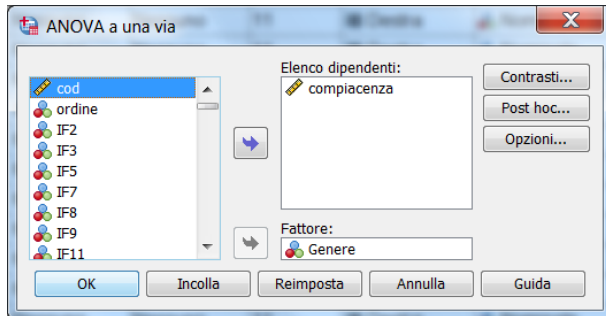 ANOVA a una via
cod
ordine
IF2
IF3
IF5
IF7
IF8
IF9
IF11
Elenco dipendenti:
compiacenza
Fattore:
Genere
Contrasti...
Post hoc...
Opzioni...
OK
Incolla
Reimposta
Annulla
Guida